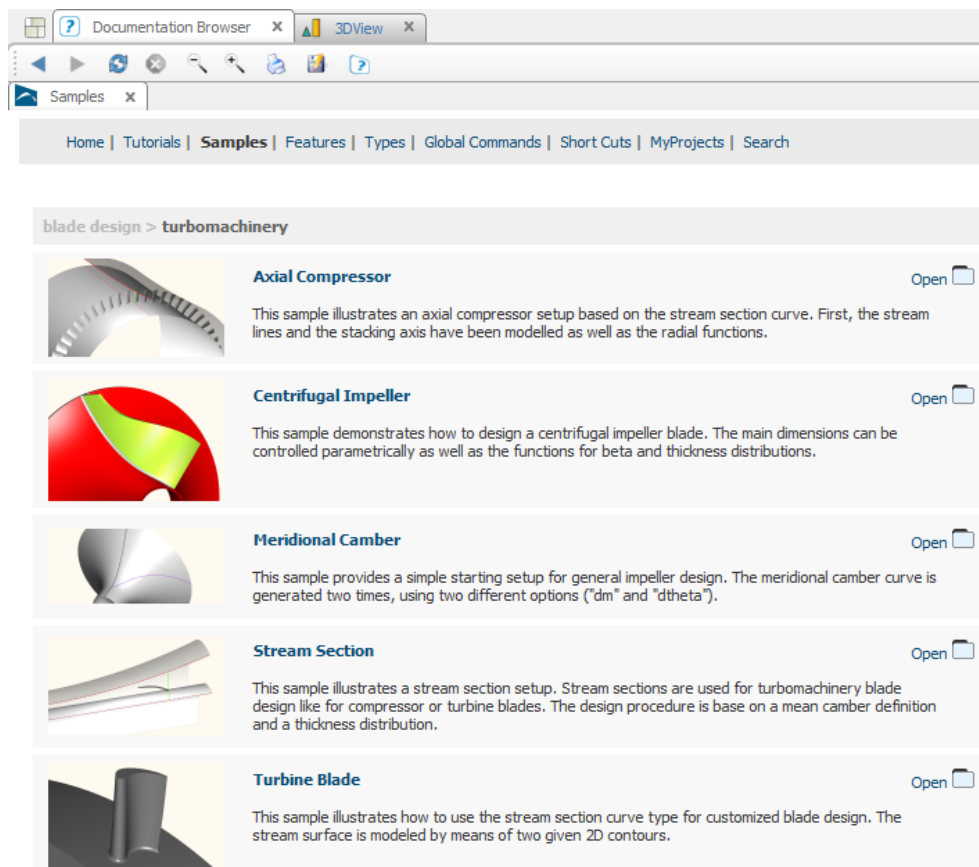 Documentation Browser
3DView
Samples
Home | Tutorials | Samples | Features | Types | Global Commands | Short Cuts | MyProjects | Search
blade design > turbomachinery
Axial Compressor
Open
This sample illustrates an axial compressor setup based on the stream section curve. First, the stream
lines and the stacking axis have been modelled as well as the radial functions.
Centrifugal Impeller
Open
This sample demonstrates how to design a centrifugal impeller blade. The main dimensions can be
controlled parametrically as well as the functions for beta and thickness distributions.
Meridional Camber
Open
This sample provides a simple starting setup for general impeller design. The meridional camber curve is
generated two times, using two different options ("dm" and "dtheta").
Stream Section
Open
This sample illustrates a stream section setup. Stream sections are used for turbomachinery blade
design like for compressor or turbine blades. The design procedure is base on a mean camber definition
and a thickness distribution.
Turbine Blade
Open
This sample illustrates how to use the stream section curve type for customized blade design. The
stream surface is modeled by means of two given 2D contours.